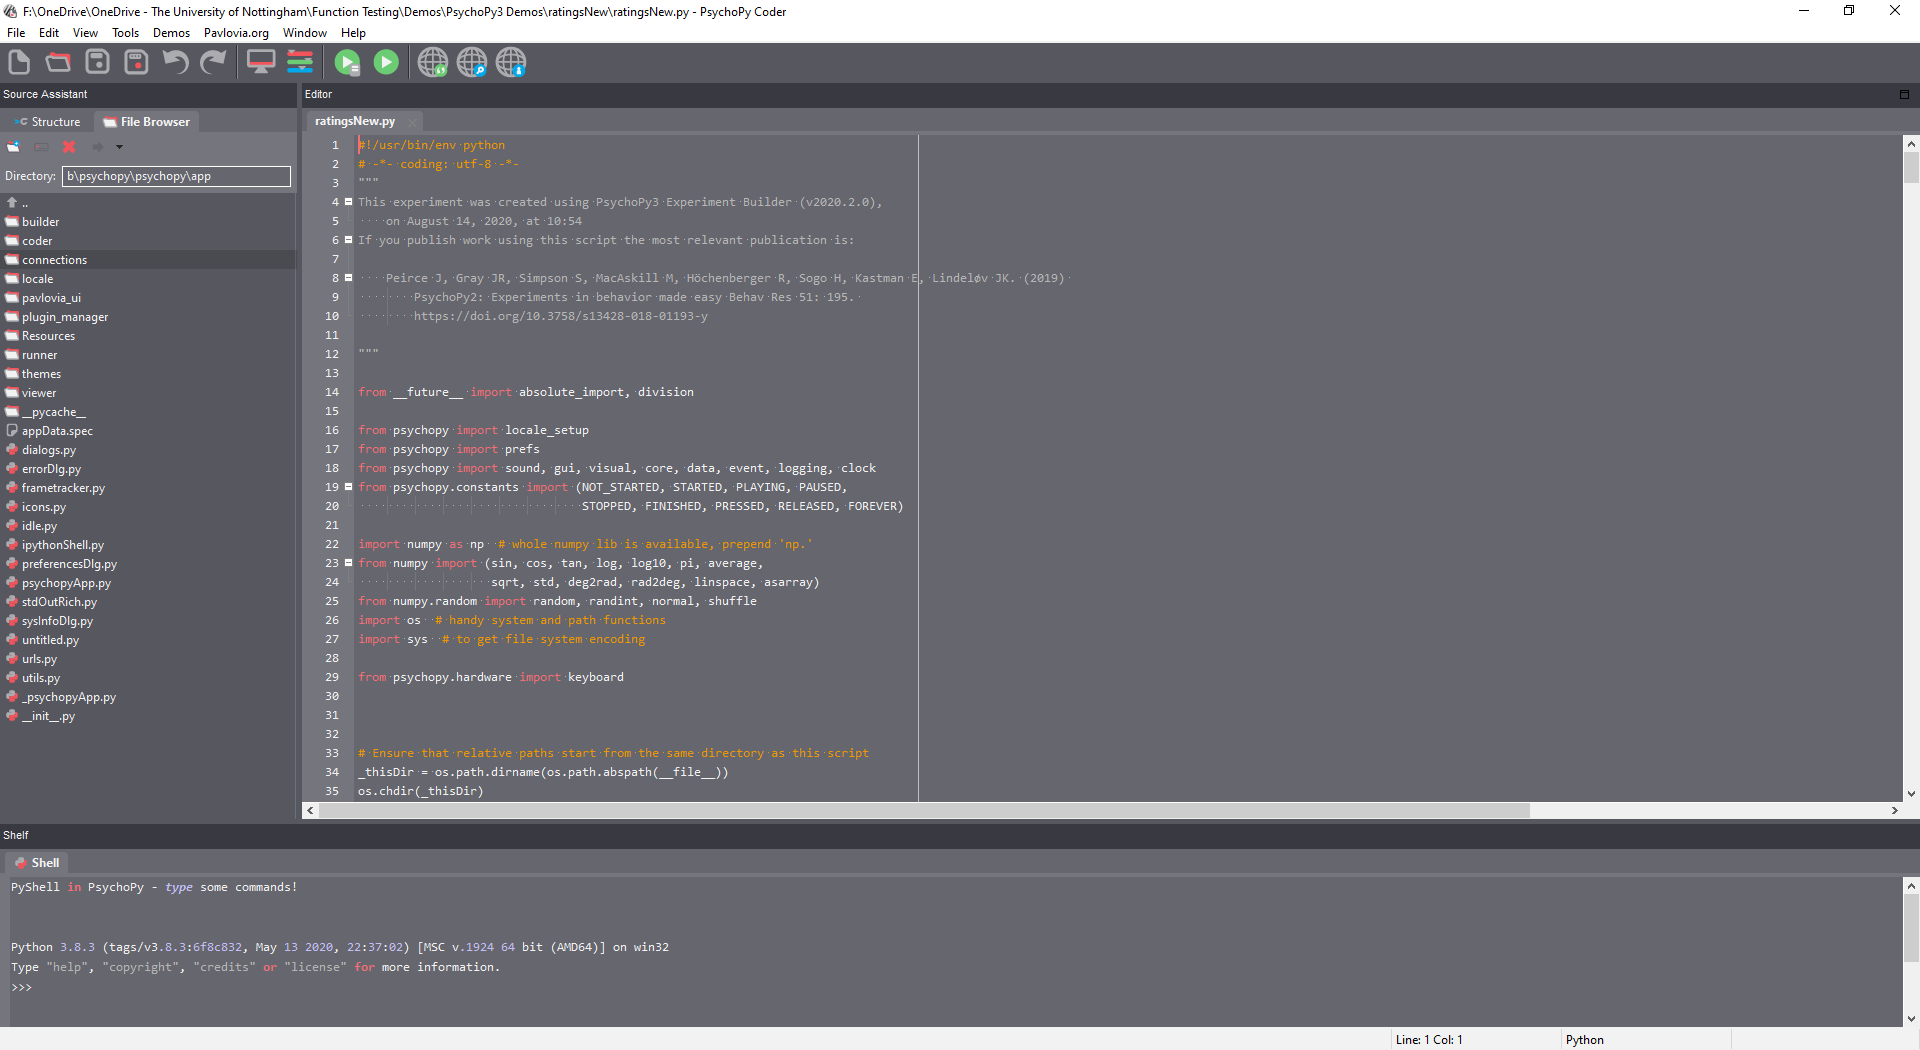 F:\OneDrive\OneDrive - The University of Nottingham\Function Testing\Demos\PsychoPy3 Demos\ratingsNew\ratingsNew.py - PsychoPy Coder
File Edit View Tools Demos Pavlovia.org Window Help
Source Assistant
Structure File Browser
Directory: b\psychopy\psychopy\app
..
builder
coder
connections
locale
pavlovia_ui
plugin_manager
Resources
runner
themes
viewer
__pycache__
appData.spec
dialogs.py
errorDlg.py
frametracker.py
icons.py
idle.py
ipythonShell.py
preferencesDlg.py
psychopyApp.py
stdOutRich.py
sysInfoDlg.py
untitled.py
urls.py
utils.py
_psychopyApp.py
__init__.py
Editor
ratingsNew.py
1 #!/usr/bin/env python
2 # -*- coding: utf-8 -*-
3 """
4 This experiment was created using PsychoPy3 Experiment Builder (v2020.2.0),
5     on August 14, 2020, at 10:54
6 If you publish work using this script the most relevant publication is:
7
8     Peirce J, Gray JR, Simpson S, MacAskill M, Höchenberger R, Sogo H, Kastman E, Lindeløv JK. (2019)
9         PsychoPy2: Experiments in behavior made easy Behav Res 51: 195.
10         https://doi.org/10.3758/s13428-018-01193-y
11
12 """
13
14 from __future__ import absolute_import, division
15
16 from psychopy import locale_setup
17 from psychopy import prefs
18 from psychopy import sound, gui, visual, core, data, event, logging, clock
19 from psychopy.constants import (NOT_STARTED, STARTED, PLAYING, PAUSED,
20                                 STOPPED, FINISHED, PRESSED, RELEASED, FOREVER)
21
22 import numpy as np  # whole numpy lib is available, prepend 'np.'
23 from numpy import (sin, cos, tan, log, log10, pi, average,
24                    sqrt, std, deg2rad, rad2deg, linspace, asarray)
25 from numpy.random import random, randint, normal, shuffle
26 import os  # handy system and path functions
27 import sys  # to get file system encoding
28
29 from psychopy.hardware import keyboard
30
31
32
33 # Ensure that relative paths start from the same directory as this script
34 _thisDir = os.path.dirname(os.path.abspath(__file__))
35 os.chdir(_thisDir)
Shelf
Shell
PyShell in PsychoPy - type some commands!
Python 3.8.3 (tags/v3.8.3:6f8c832, May 13 2020, 22:37:02) [MSC v.1924 64 bit (AMD64)] on win32
Type "help", "copyright", "credits" or "license" for more information.
>>>
Line: 1 Col: 1 Python